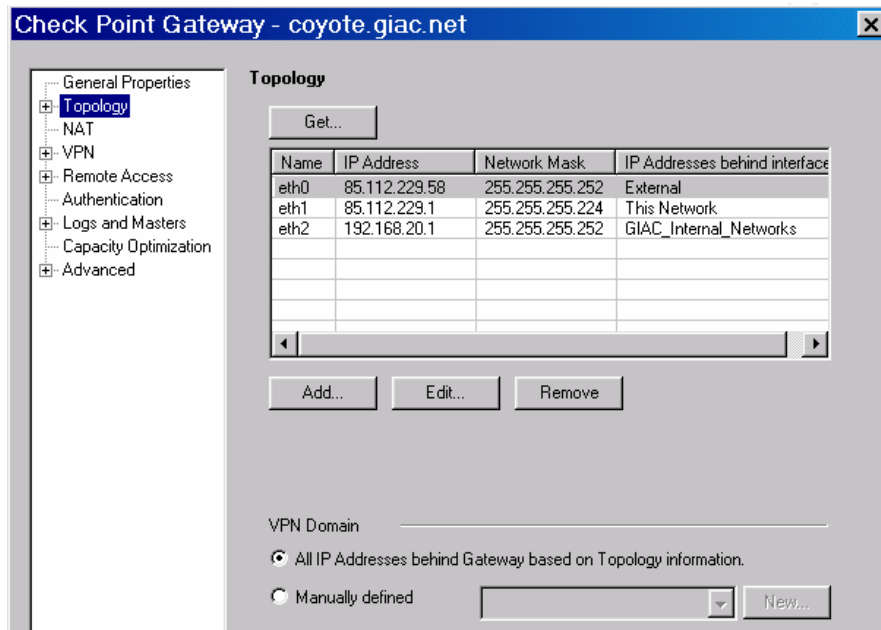 Check Point Gateway - coyote.giac.net
General Properties
Topology
NAT
VPN
Remote Access
Authentication
Logs and Masters
Capacity Optimization
Advanced
Topology
Get...
Name IP Address Network Mask IP Addresses behind interface
eth0 85.112.229.58 255.255.255.252 External
eth1 85.112.229.1 255.255.255.224 This Network
eth2 192.168.20.1 255.255.255.252 GIAC_Internal_Networks
Add... Edit... Remove
VPN Domain
All IP Addresses behind Gateway based on Topology information.
Manually defined New...